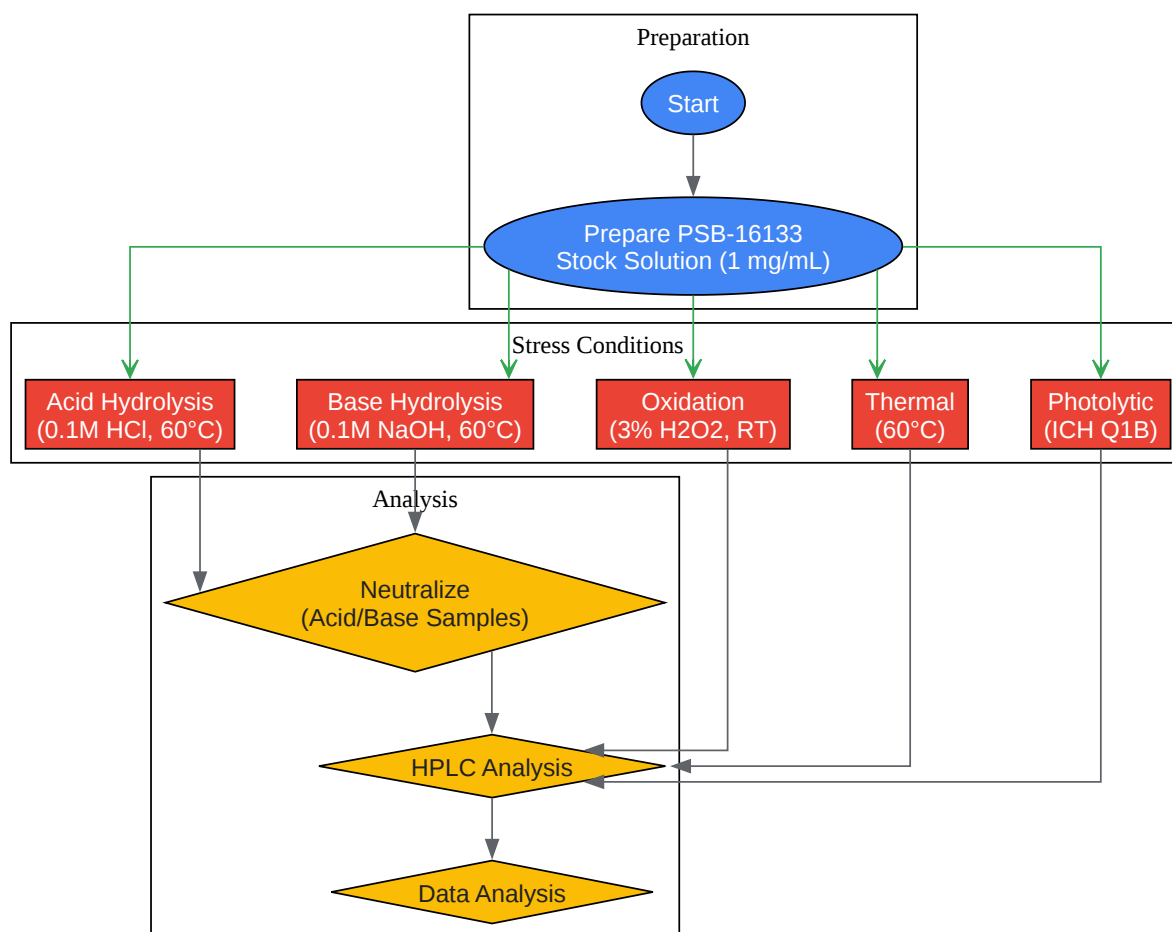 Preparation
Start
Prepare PSB-16133
Stock Solution (1 mg/mL)
Stress Conditions
Acid Hydrolysis
(0.1M HCl, 60°C)
Base Hydrolysis
(0.1M NaOH, 60°C)
Oxidation
(3% H2O2, RT)
Thermal
(60°C)
Photolytic
(ICH Q1B)
Analysis
Neutralize
(Acid/Base Samples)
HPLC Analysis
Data Analysis